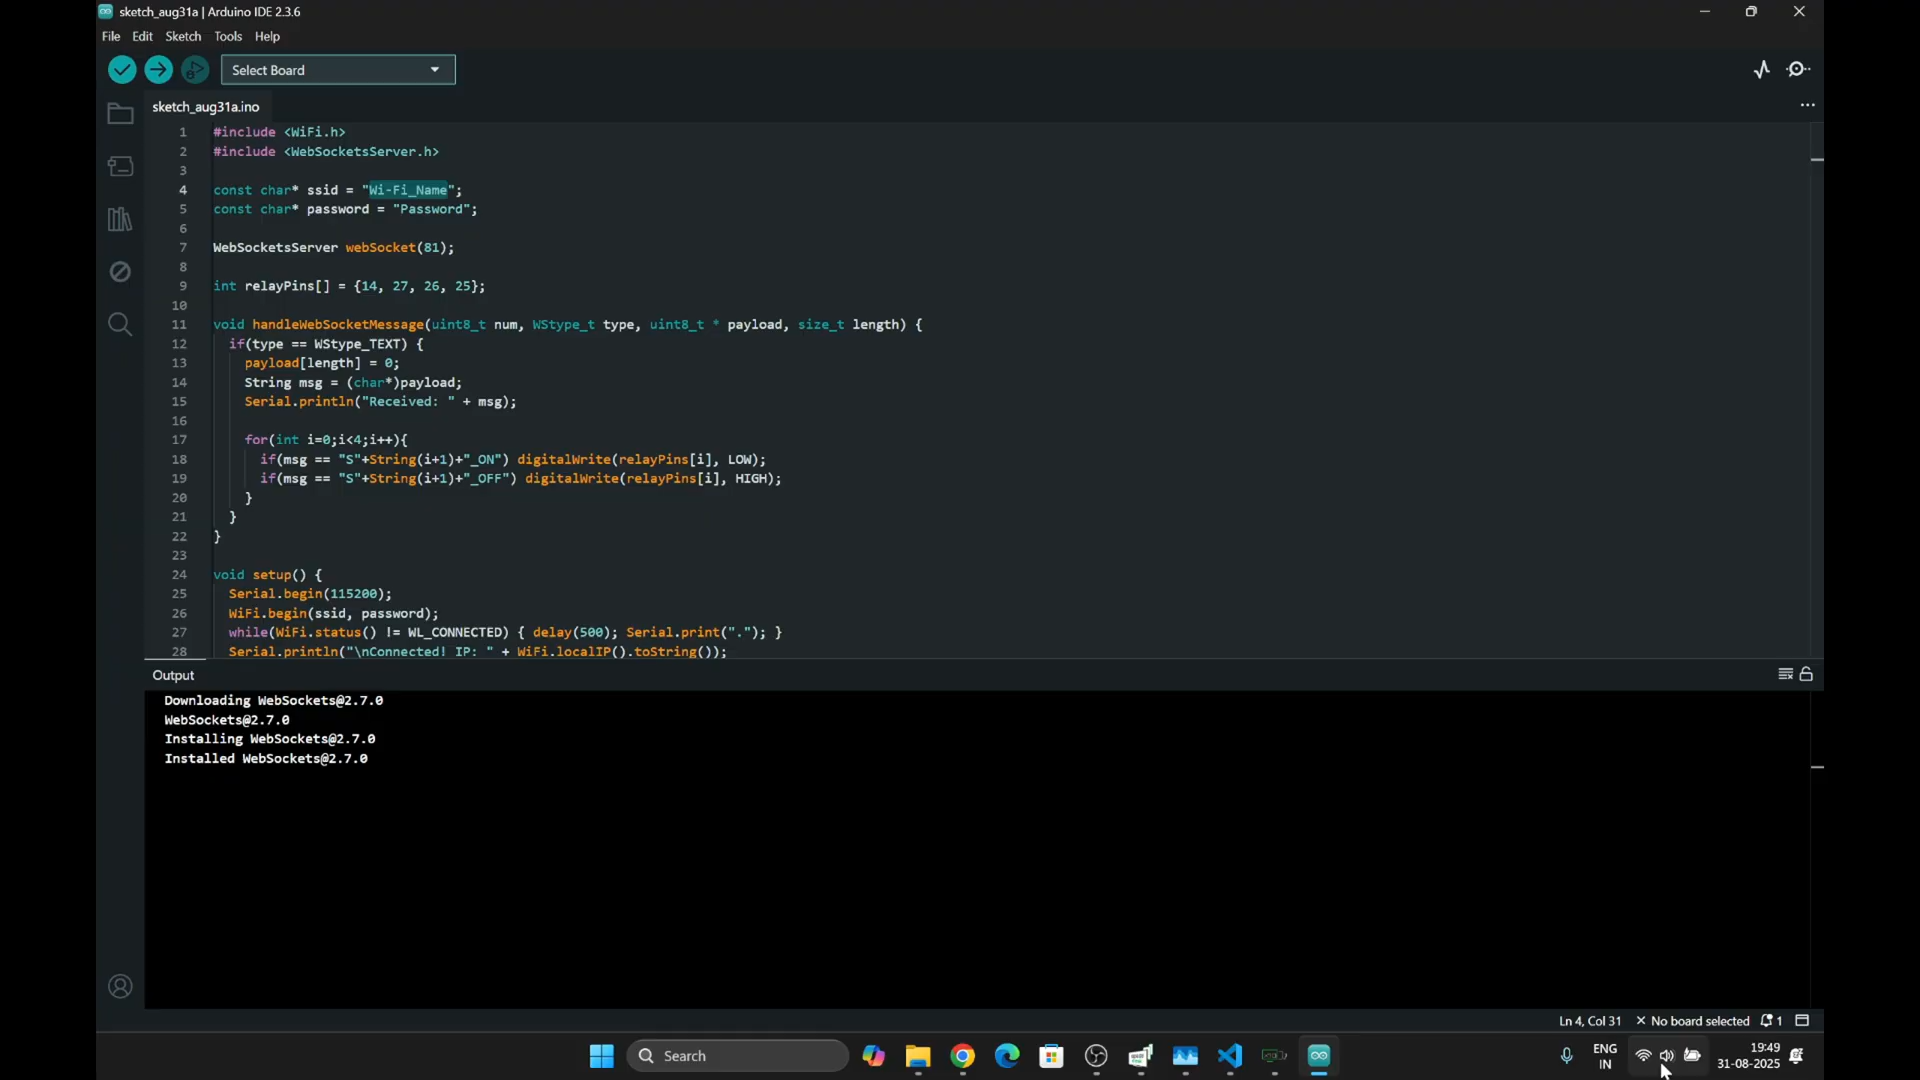 sketch_aug31a | Arduino IDE 2.3.6
File Edit Sketch Tools Help
Select Board
sketch_aug31a.ino
1 #include <WiFi.h>
2 #include <WebSocketsServer.h>
3
4 const char* ssid = "Wi-Fi_Name";
5 const char* password = "Password";
6
7 WebSocketsServer webSocket(81);
8
9 int relayPins[] = {14, 27, 26, 25};
10
11 void handleWebSocketMessage(uint8_t num, WStype_t type, uint8_t * payload, size_t length) {
12 if(type == WStype_TEXT) {
13 payload[length] = 0;
14 String msg = (char*)payload;
15 Serial.println("Received: " + msg);
16
17 for(int i=0;i<4;i++){
18 if(msg == "S"+String(i+1)+"_ON") digitalWrite(relayPins[i], LOW);
19 if(msg == "S"+String(i+1)+"_OFF") digitalWrite(relayPins[i], HIGH);
20 }
21 }
22 }
23
24 void setup() {
25 Serial.begin(115200);
26 WiFi.begin(ssid, password);
27 while(WiFi.status() != WL_CONNECTED) { delay(500); Serial.print("."); }
28 Serial.println("\nConnected! IP: " + WiFi.localIP().toString());
Output
Downloading WebSockets@2.7.0
WebSockets@2.7.0
Installing WebSockets@2.7.0
Installed WebSockets@2.7.0
Ln 4, Col 31 × No board selected 1
Search
ENG
IN
19:49
31-08-2025